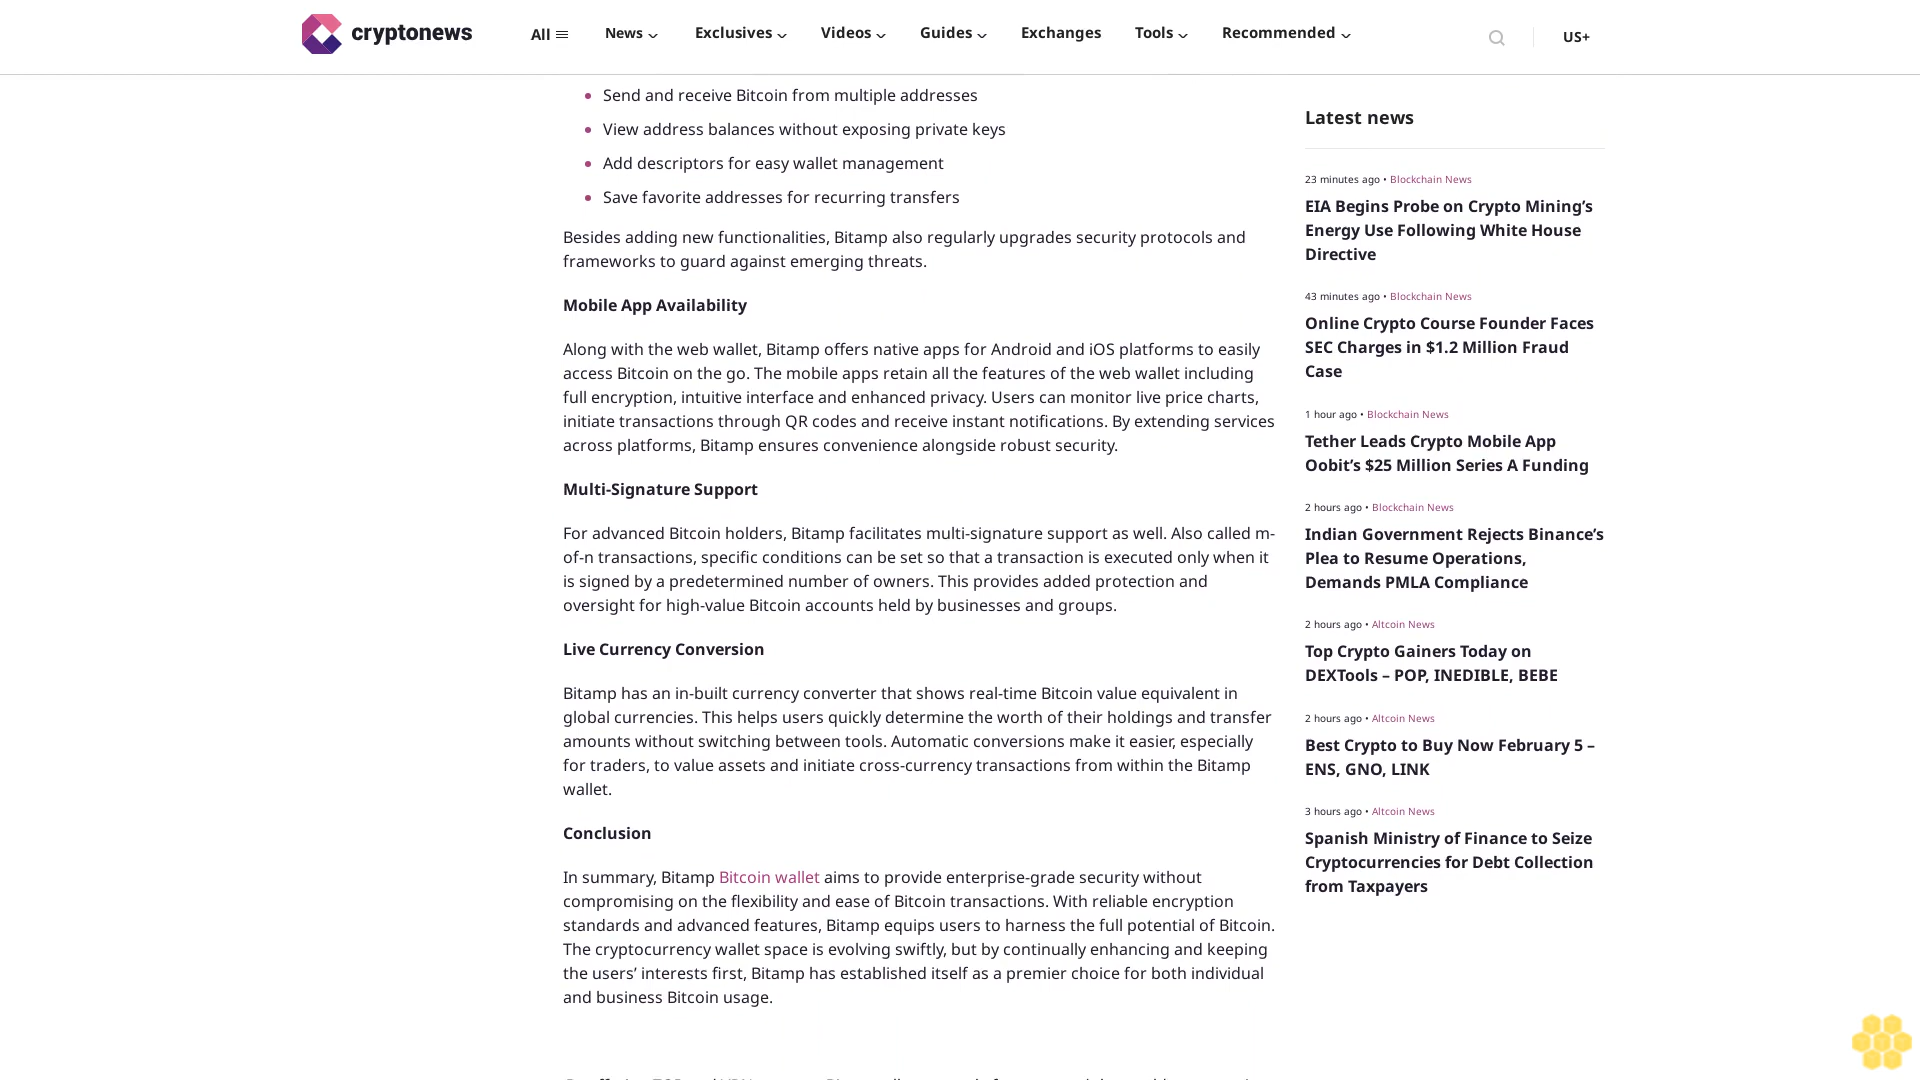 cryptonews
All
News
Exclusives
Videos
Guides
Exchanges
Tools
Recommended
US+
Send and receive Bitcoin from multiple addresses
View address balances without exposing private keys
Add descriptors for easy wallet management
Save favorite addresses for recurring transfers
Besides adding new functionalities, Bitamp also regularly upgrades security protocols and
frameworks to guard against emerging threats.
Mobile App Availability
Along with the web wallet, Bitamp offers native apps for Android and iOS platforms to easily
access Bitcoin on the go. The mobile apps retain all the features of the web wallet including
full encryption, intuitive interface and enhanced privacy. Users can monitor live price charts,
initiate transactions through QR codes and receive instant notifications. By extending services
across platforms, Bitamp ensures convenience alongside robust security.
Multi-Signature Support
For advanced Bitcoin holders, Bitamp facilitates multi-signature support as well. Also called m-
of-n transactions, specific conditions can be set so that a transaction is executed only when it
is signed by a predetermined number of owners. This provides added protection and
oversight for high-value Bitcoin accounts held by businesses and groups.
Live Currency Conversion
Bitamp has an in-built currency converter that shows real-time Bitcoin value equivalent in
global currencies. This helps users quickly determine the worth of their holdings and transfer
amounts without switching between tools. Automatic conversions make it easier, especially
for traders, to value assets and initiate cross-currency transactions from within the Bitamp
wallet.
Conclusion
In summary, Bitamp Bitcoin wallet aims to provide enterprise-grade security without
compromising on the flexibility and ease of Bitcoin transactions. With reliable encryption
standards and advanced features, Bitamp equips users to harness the full potential of Bitcoin.
The cryptocurrency wallet space is evolving swiftly, but by continually enhancing and keeping
the users’ interests first, Bitamp has established itself as a premier choice for both individual
and business Bitcoin usage.
Latest news
23 minutes ago • Blockchain News
EIA Begins Probe on Crypto Mining’s
Energy Use Following White House
Directive
43 minutes ago • Blockchain News
Online Crypto Course Founder Faces
SEC Charges in $1.2 Million Fraud
Case
1 hour ago • Blockchain News
Tether Leads Crypto Mobile App
Oobit’s $25 Million Series A Funding
2 hours ago • Blockchain News
Indian Government Rejects Binance’s
Plea to Resume Operations,
Demands PMLA Compliance
2 hours ago • Altcoin News
Top Crypto Gainers Today on
DEXTools – POP, INEDIBLE, BEBE
2 hours ago • Altcoin News
Best Crypto to Buy Now February 5 –
ENS, GNO, LINK
3 hours ago • Altcoin News
Spanish Ministry of Finance to Seize
Cryptocurrencies for Debt Collection
from Taxpayers